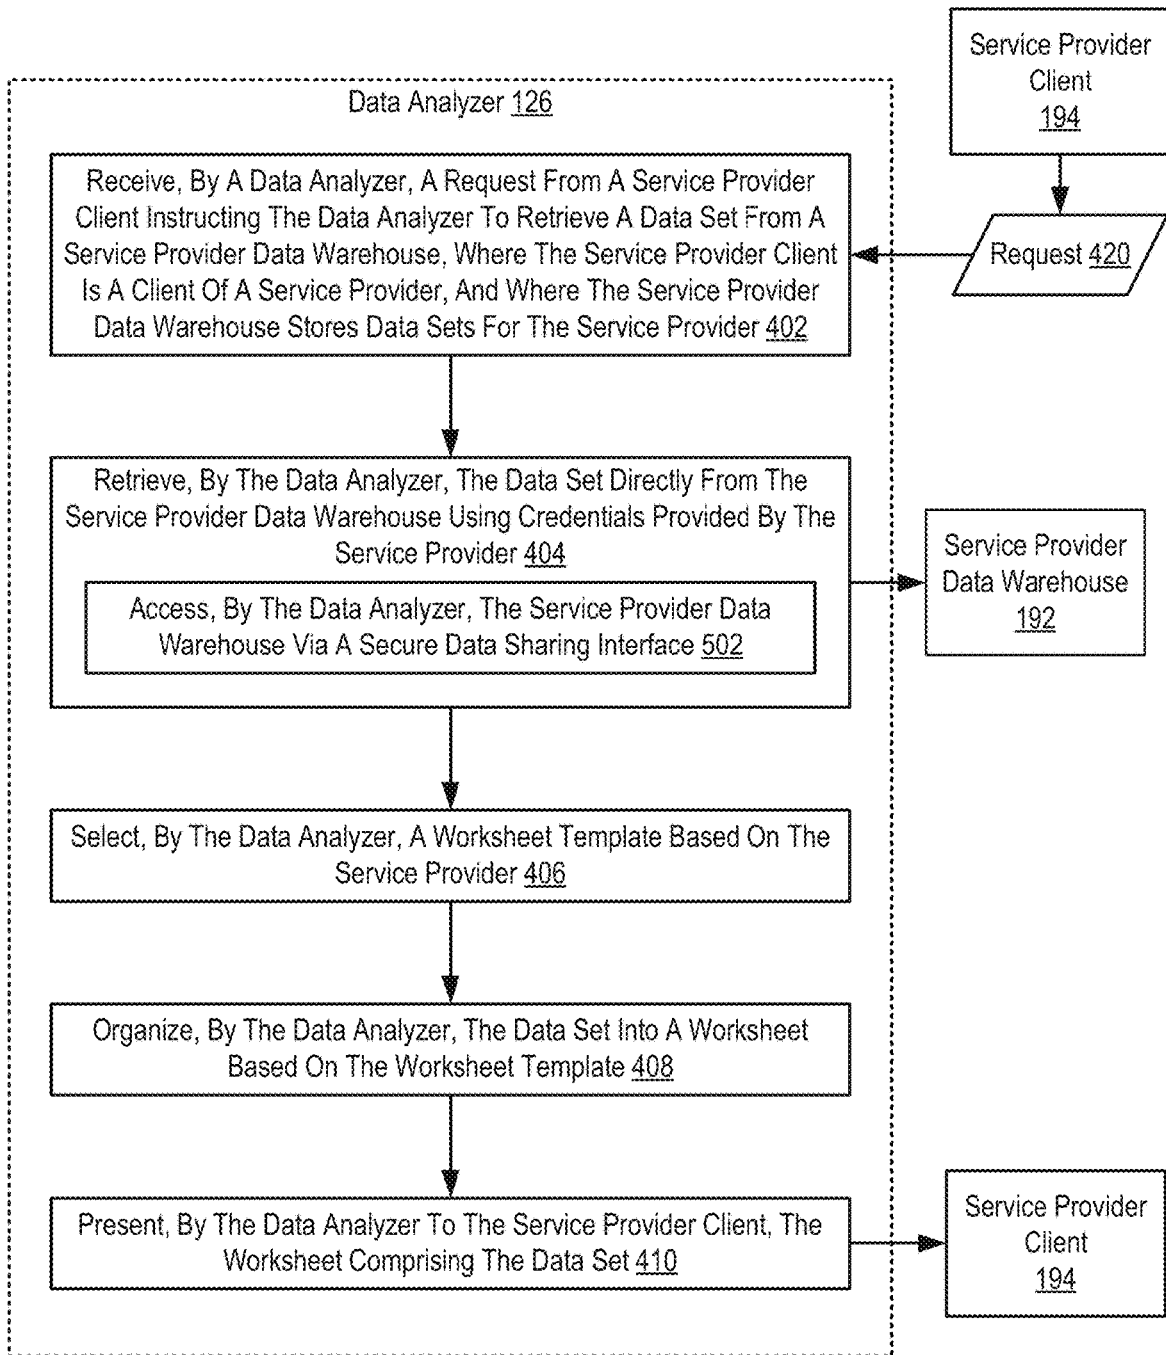 Service Provider
Client
194
Data Analyzer 126
Receive, By A Data Analyzer, A Request From A Service Provider
Client Instructing The Data Analyzer To Retrieve A Data Set From A
Service Provider Data Warehouse, Where The Service Provider Client
Is A Client Of A Service Provider, And Where The Service Provider
Data Warehouse Stores Data Sets For The Service Provider 402
Request 420
Retrieve, By The Data Analyzer, The Data Set Directly From The
Service Provider Data Warehouse Using Credentials Provided By The
Service Provider 404
Access, By The Data Analyzer, The Service Provider Data
Warehouse Via A Secure Data Sharing Interface 502
Service Provider
Data Warehouse
192
Select, By The Data Analyzer, A Worksheet Template Based On The
Service Provider 406
Organize, By The Data Analyzer, The Data Set Into A Worksheet
Based On The Worksheet Template 408
Present, By The Data Analyzer To The Service Provider Client, The
Worksheet Comprising The Data Set 410
Service Provider
Client
194